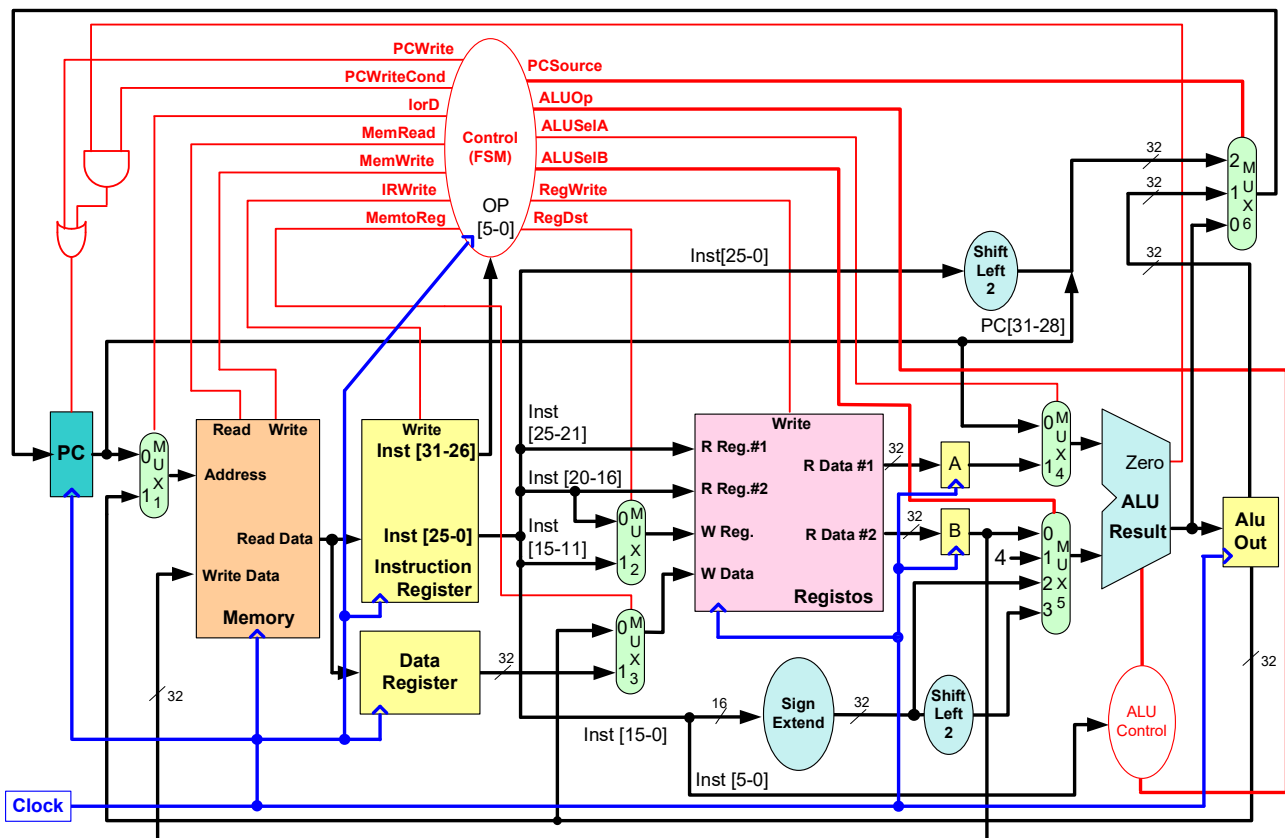 PCWrite
PCWriteCond
IorD
MemRead
MemWrite
IRWrite
MemtoReg
Control
(FSM)
OP
[5-0]
PCSource
ALUOp
ALUSelA
ALUSelB
RegWrite
RegDst
32
32
32
2
1
0
M
U
X
6
Inst[25-0]
Shift
Left
2
PC[31-28]
PC
0
1
M
U
X
1
Read Write
Address
Read Data
Write Data
Memory
Write
Inst [31-26]
Inst [25-0]
Instruction
Register
Data
Register
32
Inst
[25-21]
Inst [20-16]
Inst
[15-11]
0
1
M
U
X
2
0
1
M
U
X
3
Write
R Reg.#1
R Reg.#2
W Reg.
W Data
R Data #1
R Data #2
Registos
32
32
A
B
4
0
1
M
U
X
4
0
1
2
3
M
U
X
5
Zero
ALU
Result
Alu
Out
32
32
Inst [15-0]
16
Sign
Extend
32
Shift
Left
2
ALU
Control
Inst [5-0]
Clock